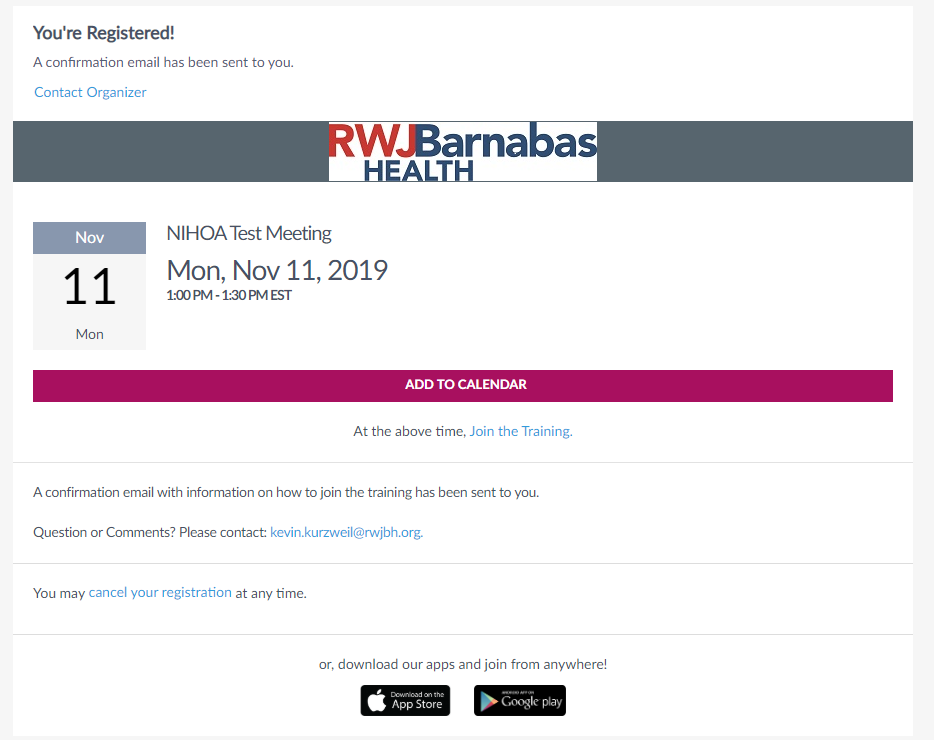 You're Registered!
A confirmation email has been sent to you.
Contact Organizer
RWJBarnabas
HEALTH
Nov
11
Mon
NIHOA Test Meeting
Mon, Nov 11, 2019
1:00 PM - 1:30 PM EST
ADD TO CALENDAR
At the above time, Join the Training.
A confirmation email with information on how to join the training has been sent to you.
Question or Comments? Please contact: kevin.kurzweil@rwjbh.org.
You may cancel your registration at any time.
or, download our apps and join from anywhere!
Download on the
App Store
ANDROID APP ON
Google play